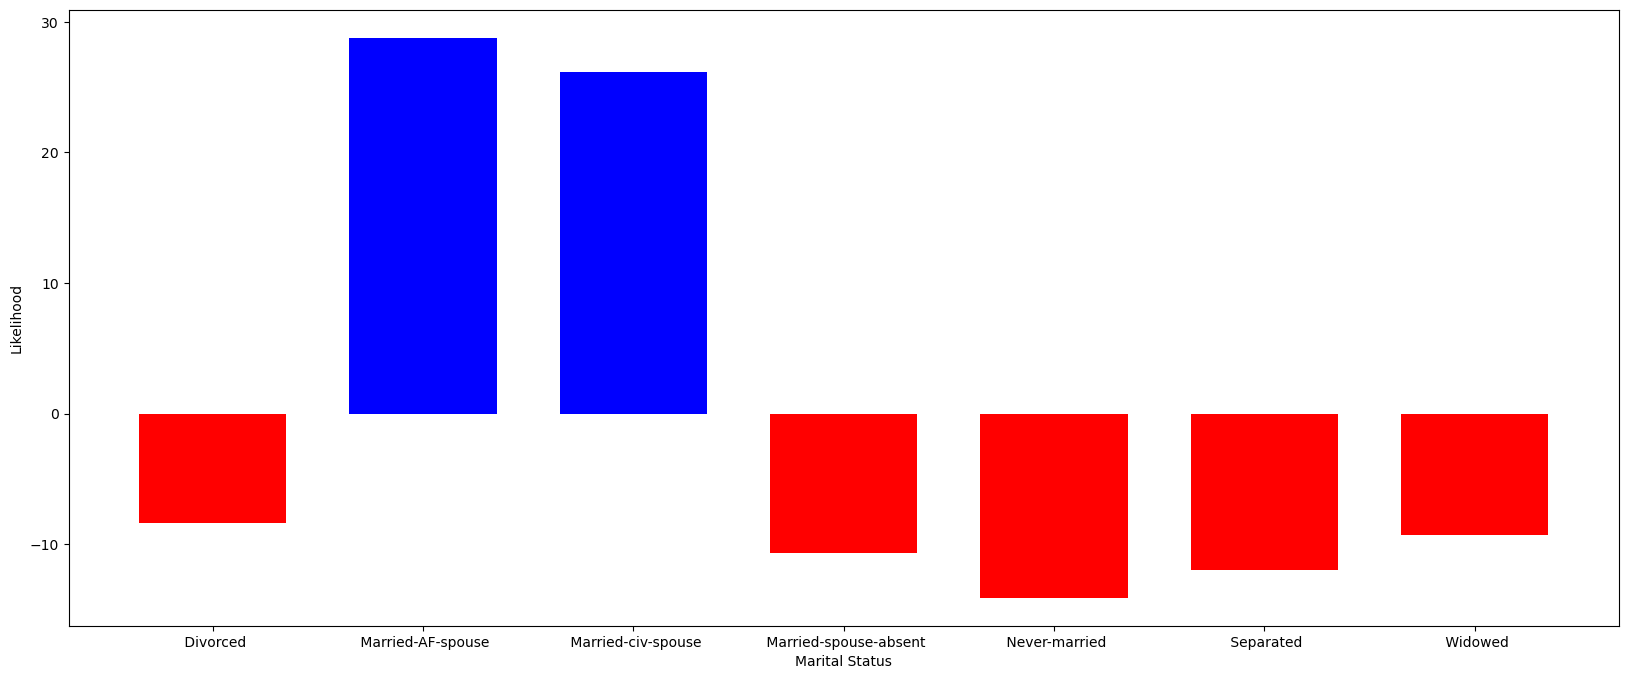 30
20
10
0
−10
Likelihood
Divorced Married-AF-spouse Married-civ-spouse Married-spouse-absent Never-married Separated Widowed
Marital Status